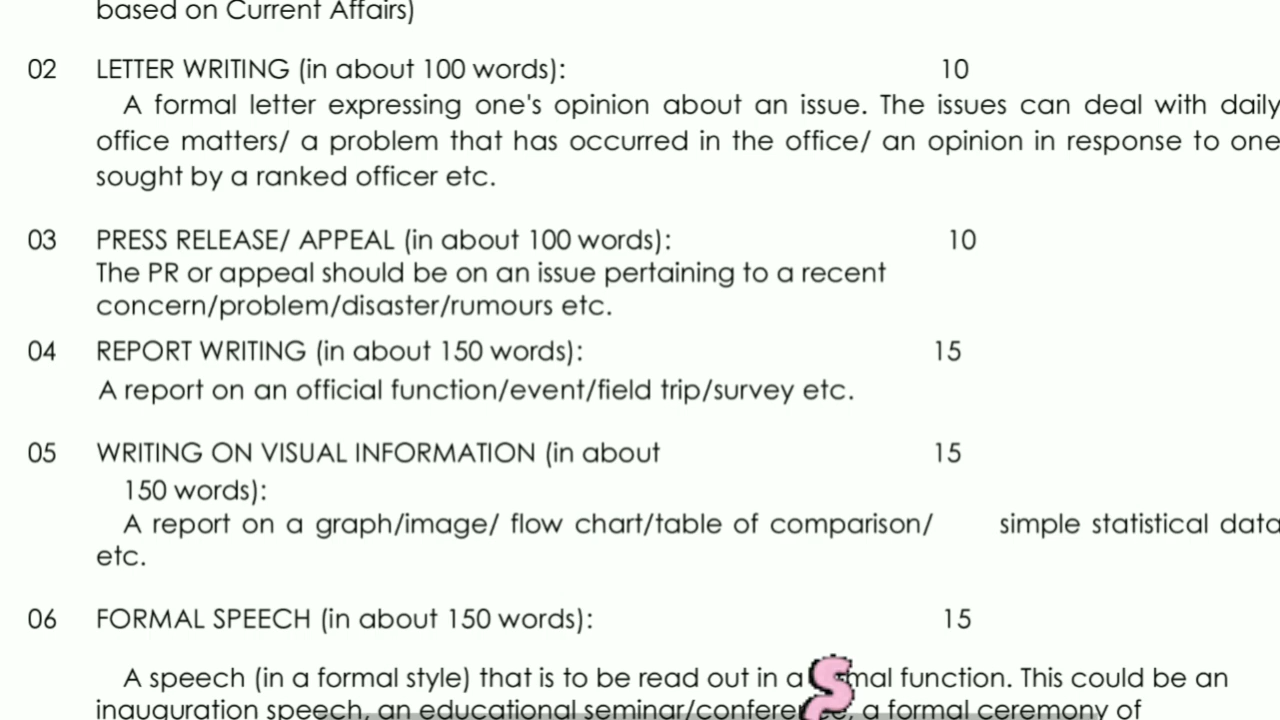 based on Current Affairs)
02 LETTER WRITING (in about 100 words): 10
A formal letter expressing one's opinion about an issue. The issues can deal with daily
office matters/ a problem that has occurred in the office/ an opinion in response to one
sought by a ranked officer etc.
03 PRESS RELEASE/ APPEAL (in about 100 words): 10
The PR or appeal should be on an issue pertaining to a recent
concern/problem/disaster/rumours etc.
04 REPORT WRITING (in about 150 words): 15
A report on an official function/event/field trip/survey etc.
05 WRITING ON VISUAL INFORMATION (in about 15
150 words):
A report on a graph/image/ flow chart/table of comparison/ simple statistical data
etc.
06 FORMAL SPEECH (in about 150 words): 15
A speech (in a formal style) that is to be read out in a function. This could be an
inauguration speech, an educational a formal ceremony of